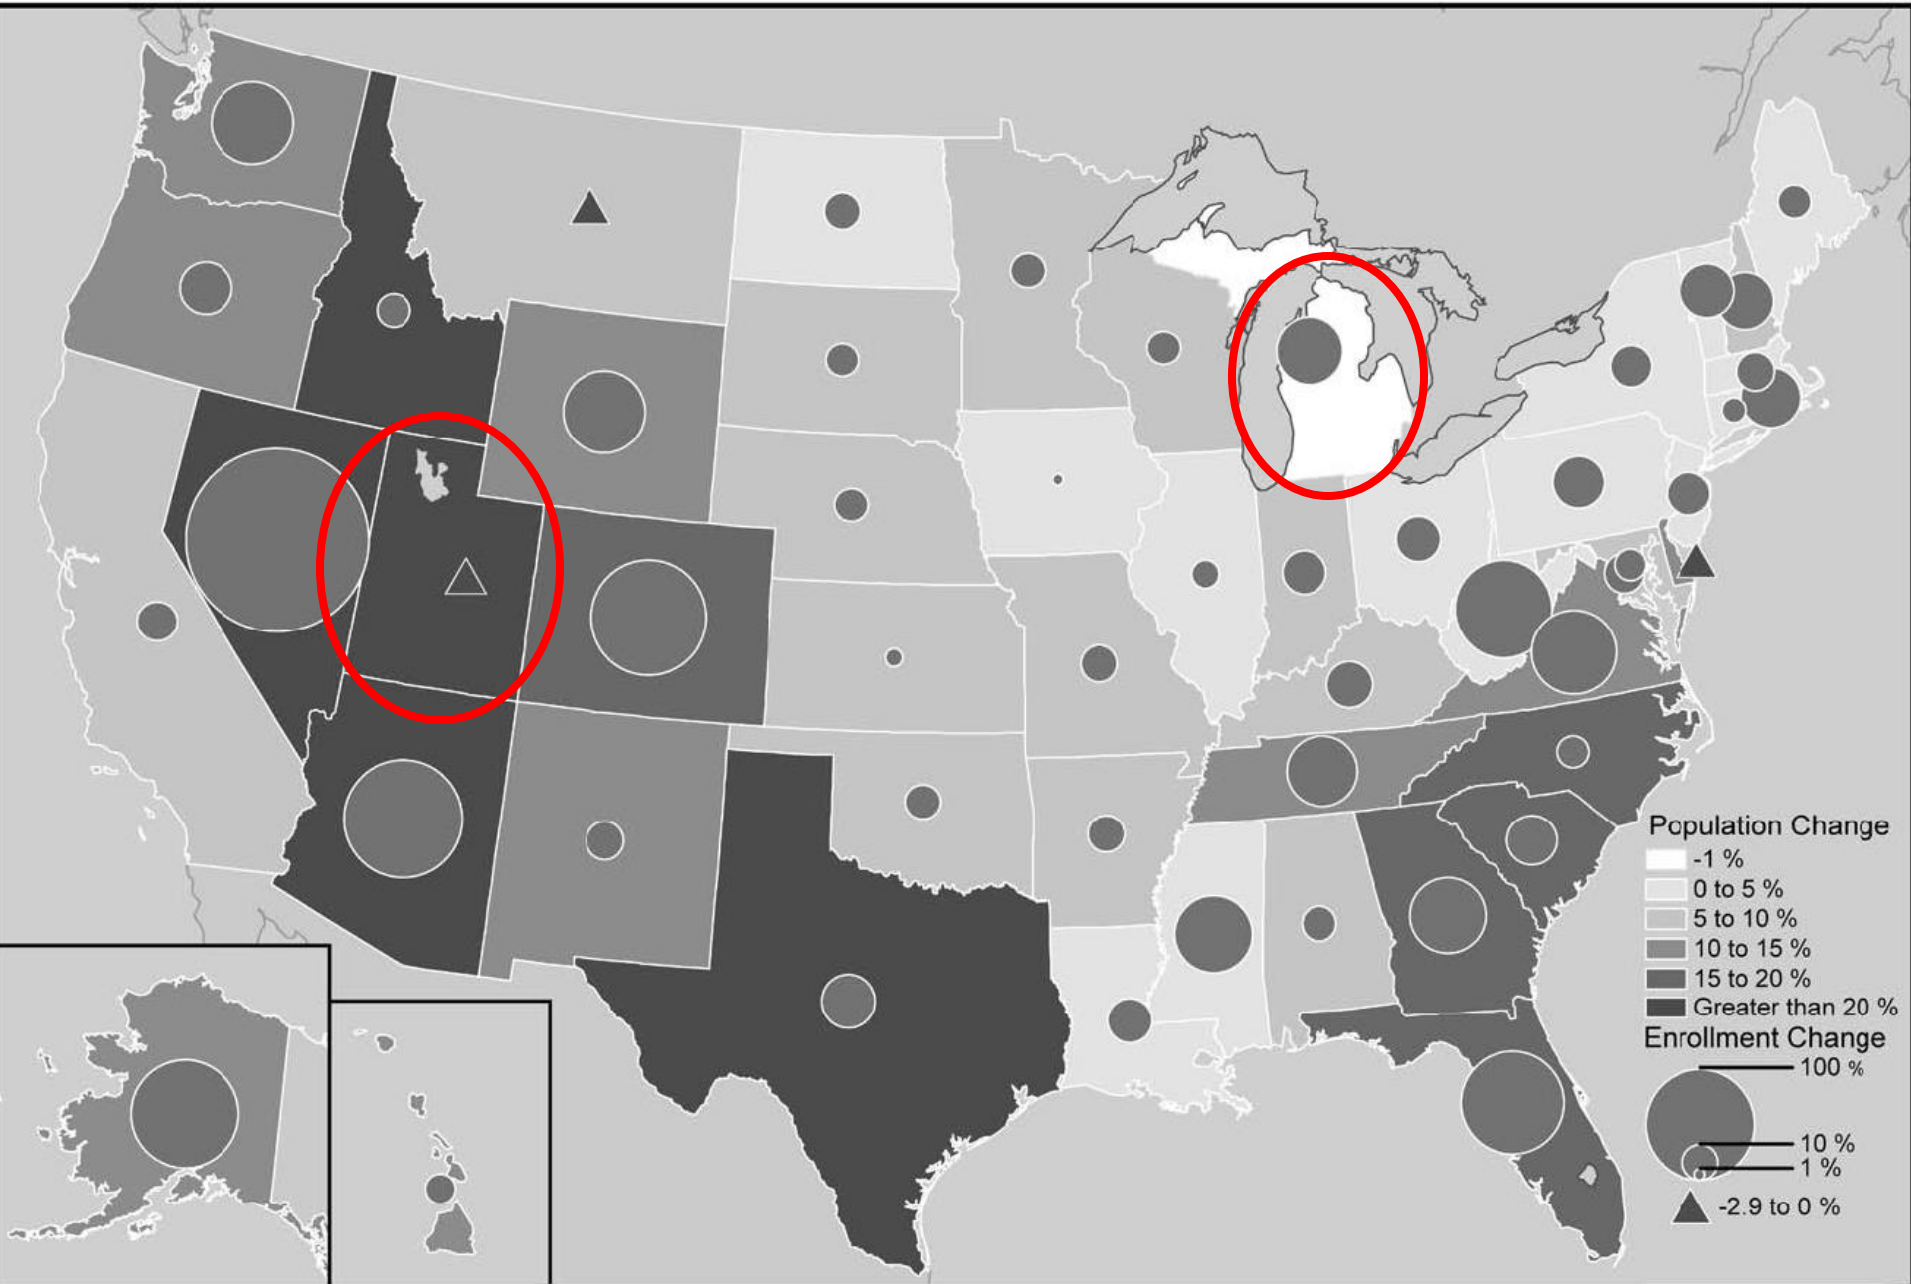 Population Change
-1 %
0 to 5 %
5 to 10 %
10 to 15 %
15 to 20 %
Greater than 20 %
Enrollment Change
100 %
10 %
1 %
-2.9 to 0 %